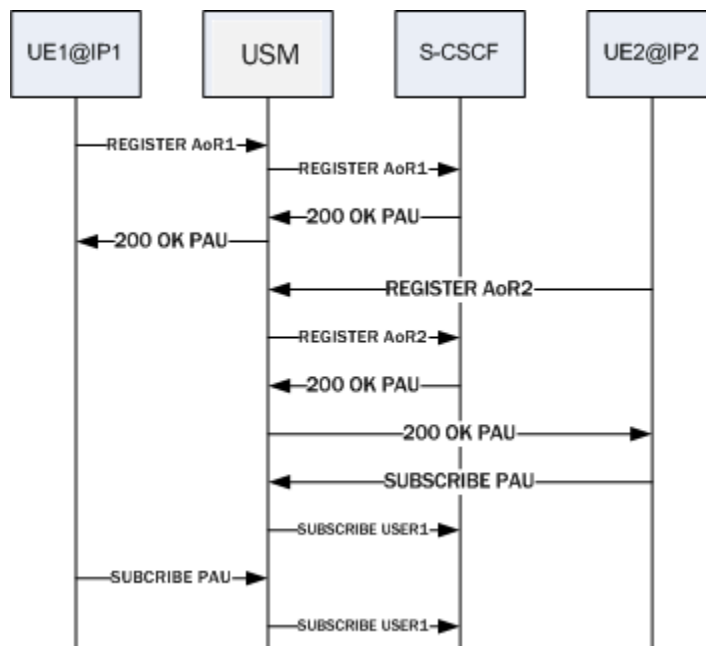 UE1@IP1
USM
S-CSCF
UE2@IP2
REGISTER AoR1
REGISTER AoR1
200 OK PAU
200 OK PAU
REGISTER AoR2
REGISTER AoR2
200 OK PAU
200 OK PAU
SUBSCRIBE PAU
SUBSCRIBE USER1
SUBCRIBE PAU
SUBSCRIBE USER1